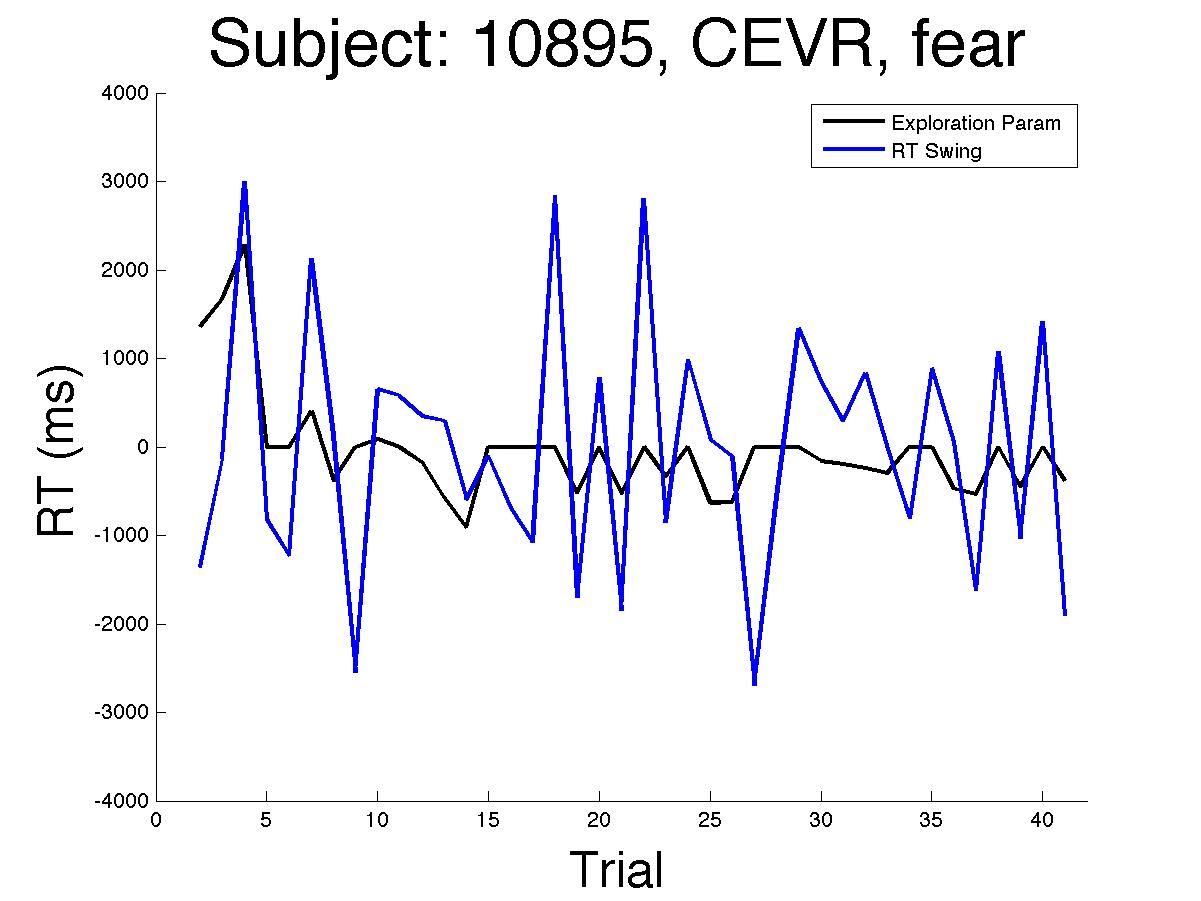 Subject: 10895, CEVR, fear
Exploration Param
RT Swing
4000
3000
2000
1000
0
-1000
-2000
-3000
-4000
RT (ms)
0 5 10 15 20 25 30 35 40
Trial